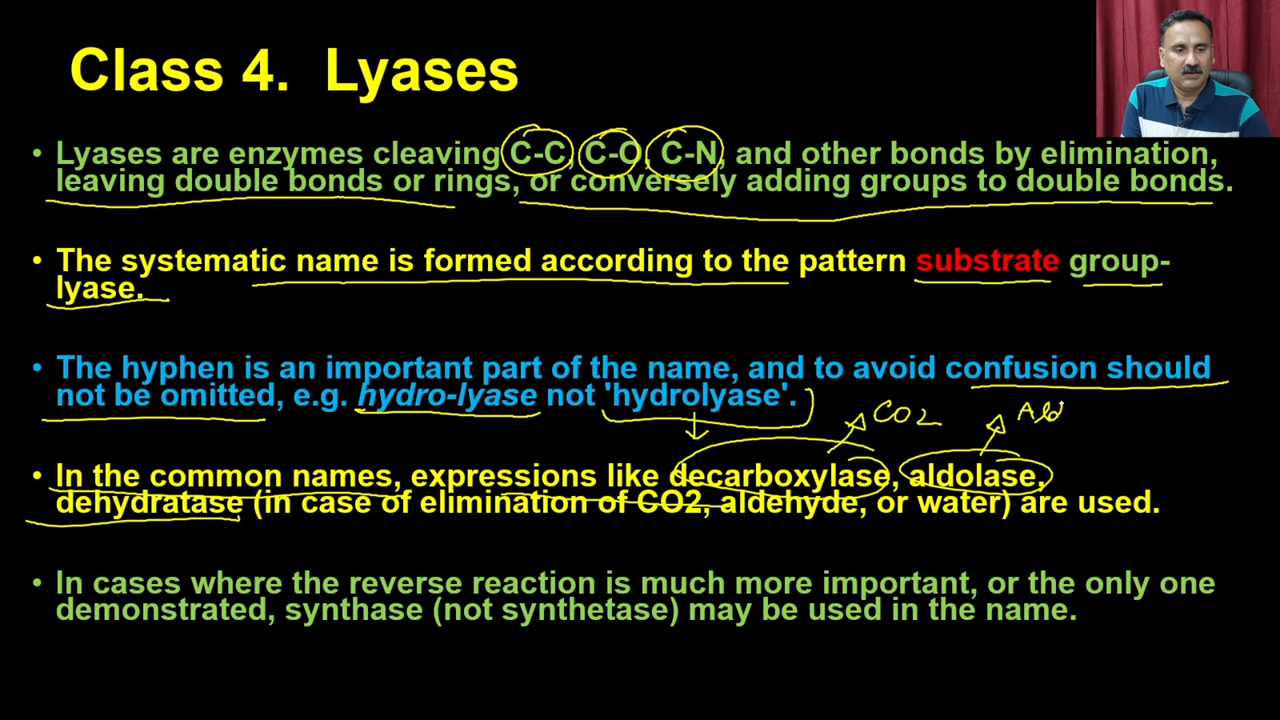 Class 4. Lyases
• Lyases are enzymes cleaving C-C, C-O, C-N, and other bonds by elimination,
leaving double bonds or rings, or conversely adding groups to double bonds.
• The systematic name is formed according to the pattern substrate group-
lyase.
• The hyphen is an important part of the name, and to avoid confusion should
not be omitted, e.g. hydro-lyase not 'hydrolyase'.
CO2 Ald
• In the common names, expressions like decarboxylase, aldolase,
dehydratase (in case of elimination of CO2, aldehyde, or water) are used.
• In cases where the reverse reaction is much more important, or the only one
demonstrated, synthase (not synthetase) may be used in the name.